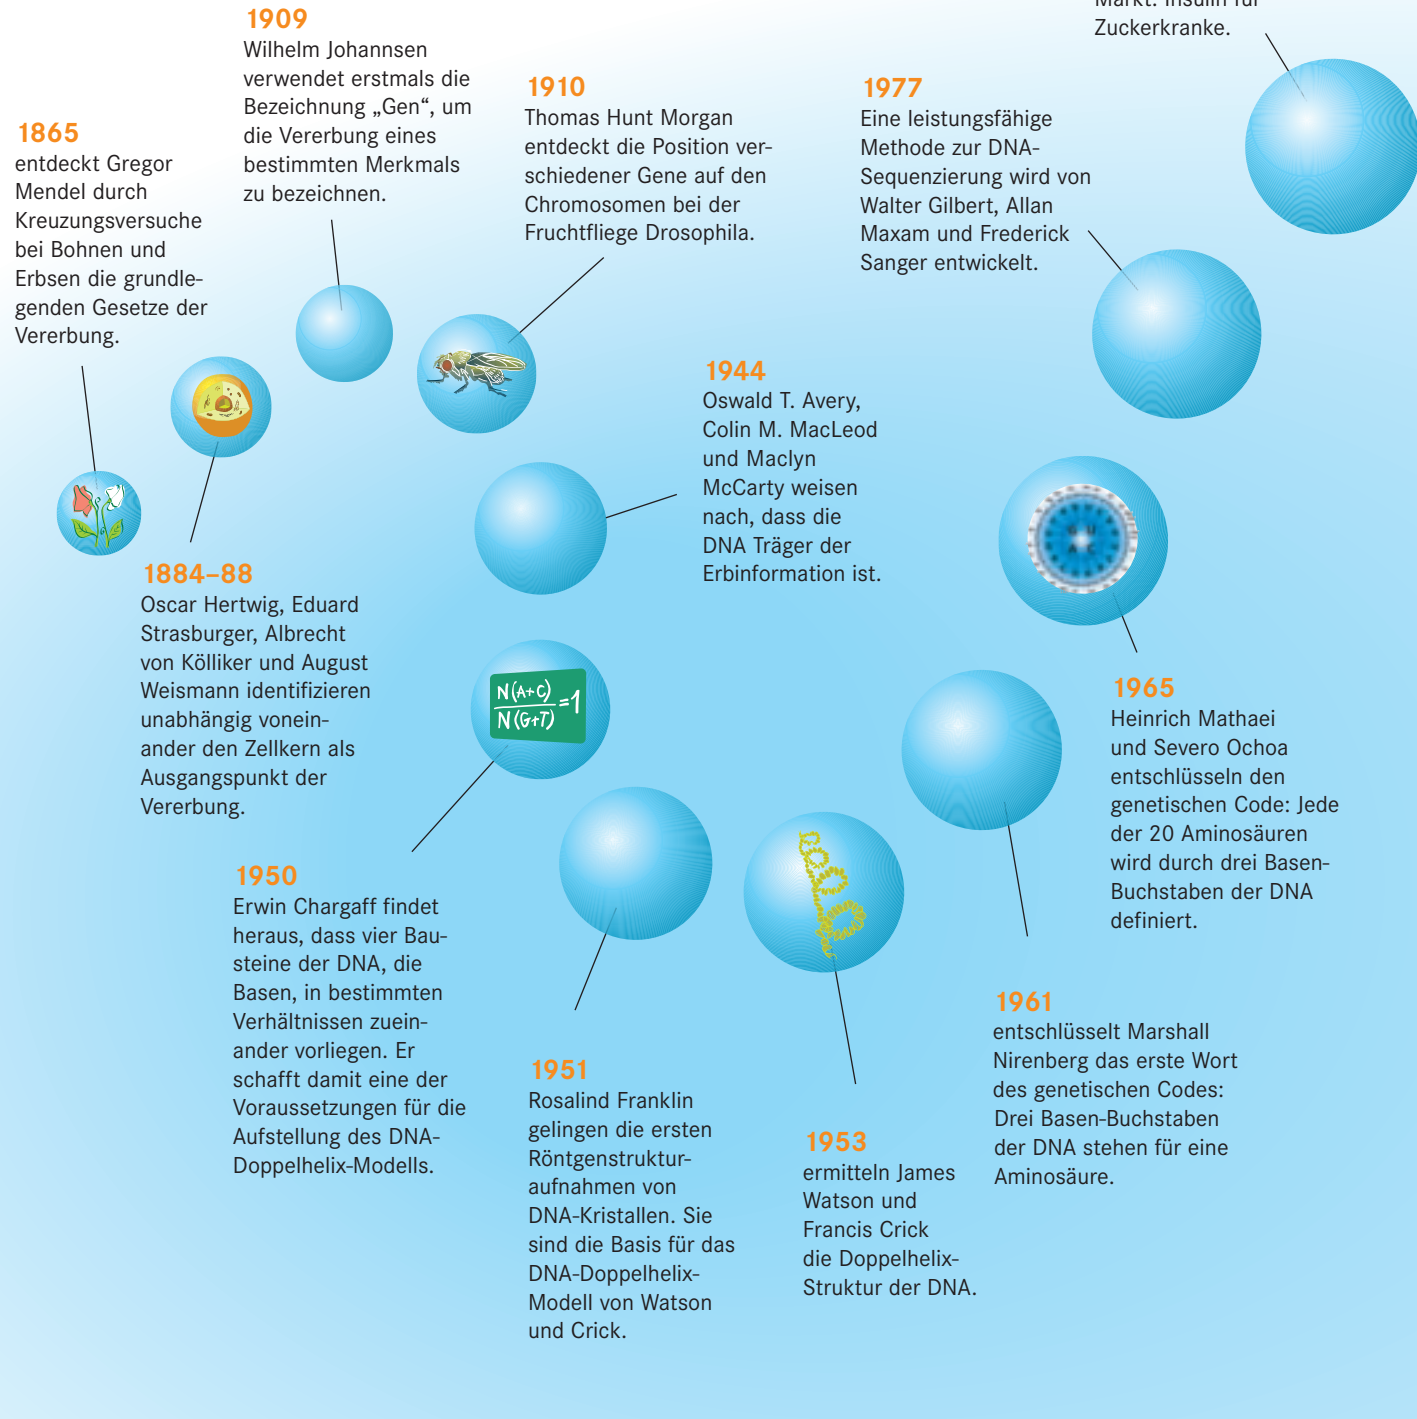 1865
entdeckt Gregor
Mendel durch
Kreuzungsversuche
bei Bohnen und
Erbsen die grundle-
genden Gesetze der
Vererbung.
1884–88
Oscar Hertwig, Eduard
Strasburger, Albrecht
von Kölliker und August
Weismann identifizieren
unabhängig vonein-
ander den Zellkern als
Ausgangspunkt der
Vererbung.
1909
Wilhelm Johannsen
verwendet erstmals die
Bezeichnung „Gen“, um
die Vererbung eines
bestimmten Merkmals
zu bezeichnen.
1910
Thomas Hunt Morgan
entdeckt die Position ver-
schiedener Gene auf den
Chromosomen bei der
Fruchtfliege Drosophila.
1944
Oswald T. Avery,
Colin M. MacLeod
und Maclyn
McCarty weisen
nach, dass die
DNA Träger der
Erbinformation ist.
N(A+C)
N(G+T)
=1
1950
Erwin Chargaff findet
heraus, dass vier Bau-
steine der DNA, die
Basen, in bestimmten
Verhältnissen zuein-
ander vorliegen. Er
schafft damit eine der
Voraussetzungen für die
Aufstellung des DNA-
Doppelhelix-Modells.
1951
Rosalind Franklin
gelingen die ersten
Röntgenstruktur-
aufnahmen von
DNA-Kristallen. Sie
sind die Basis für das
DNA-Doppelhelix-
Modell von Watson
und Crick.
1953
ermitteln James
Watson und
Francis Crick
die Doppelhelix-
Struktur der DNA.
1961
entschlüsselt Marshall
Nirenberg das erste Wort
des genetischen Codes:
Drei Basen-Buchstaben
der DNA stehen für eine
Aminosäure.
G U
A C
1965
Heinrich Mathaei
und Severo Ochoa
entschlüsseln den
genetischen Code: Jede
der 20 Aminosäuren
wird durch drei Basen-
Buchstaben der DNA
definiert.
1977
Eine leistungsfähige
Methode zur DNA-
Sequenzierung wird von
Walter Gilbert, Allan
Maxam und Frederick
Sanger entwickelt.
Markt: Insulin für
Zuckerkranke.